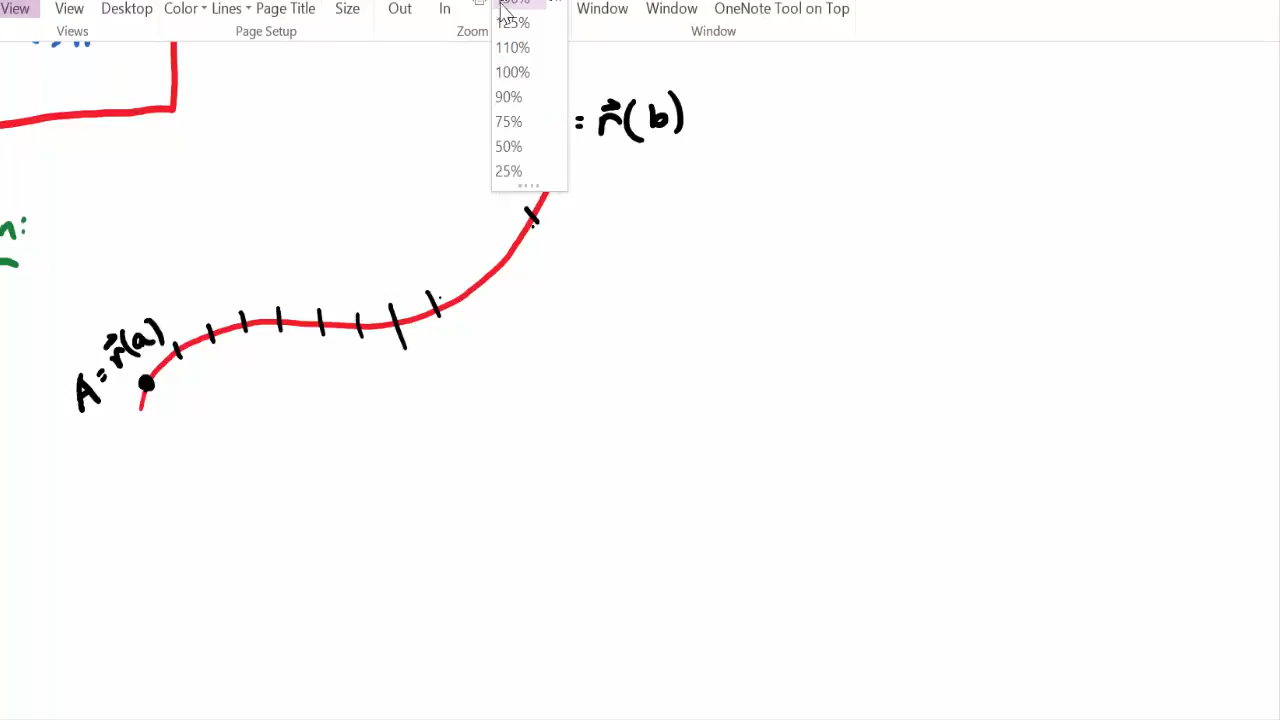 View View Desktop Color Lines Page Title Size Out In Window Window OneNote Tool on Top
Views Page Setup Zoom Window
125%
110%
100%
90%
75%
50%
25%
= r⃗(b)
n:
A = r⃗(a)